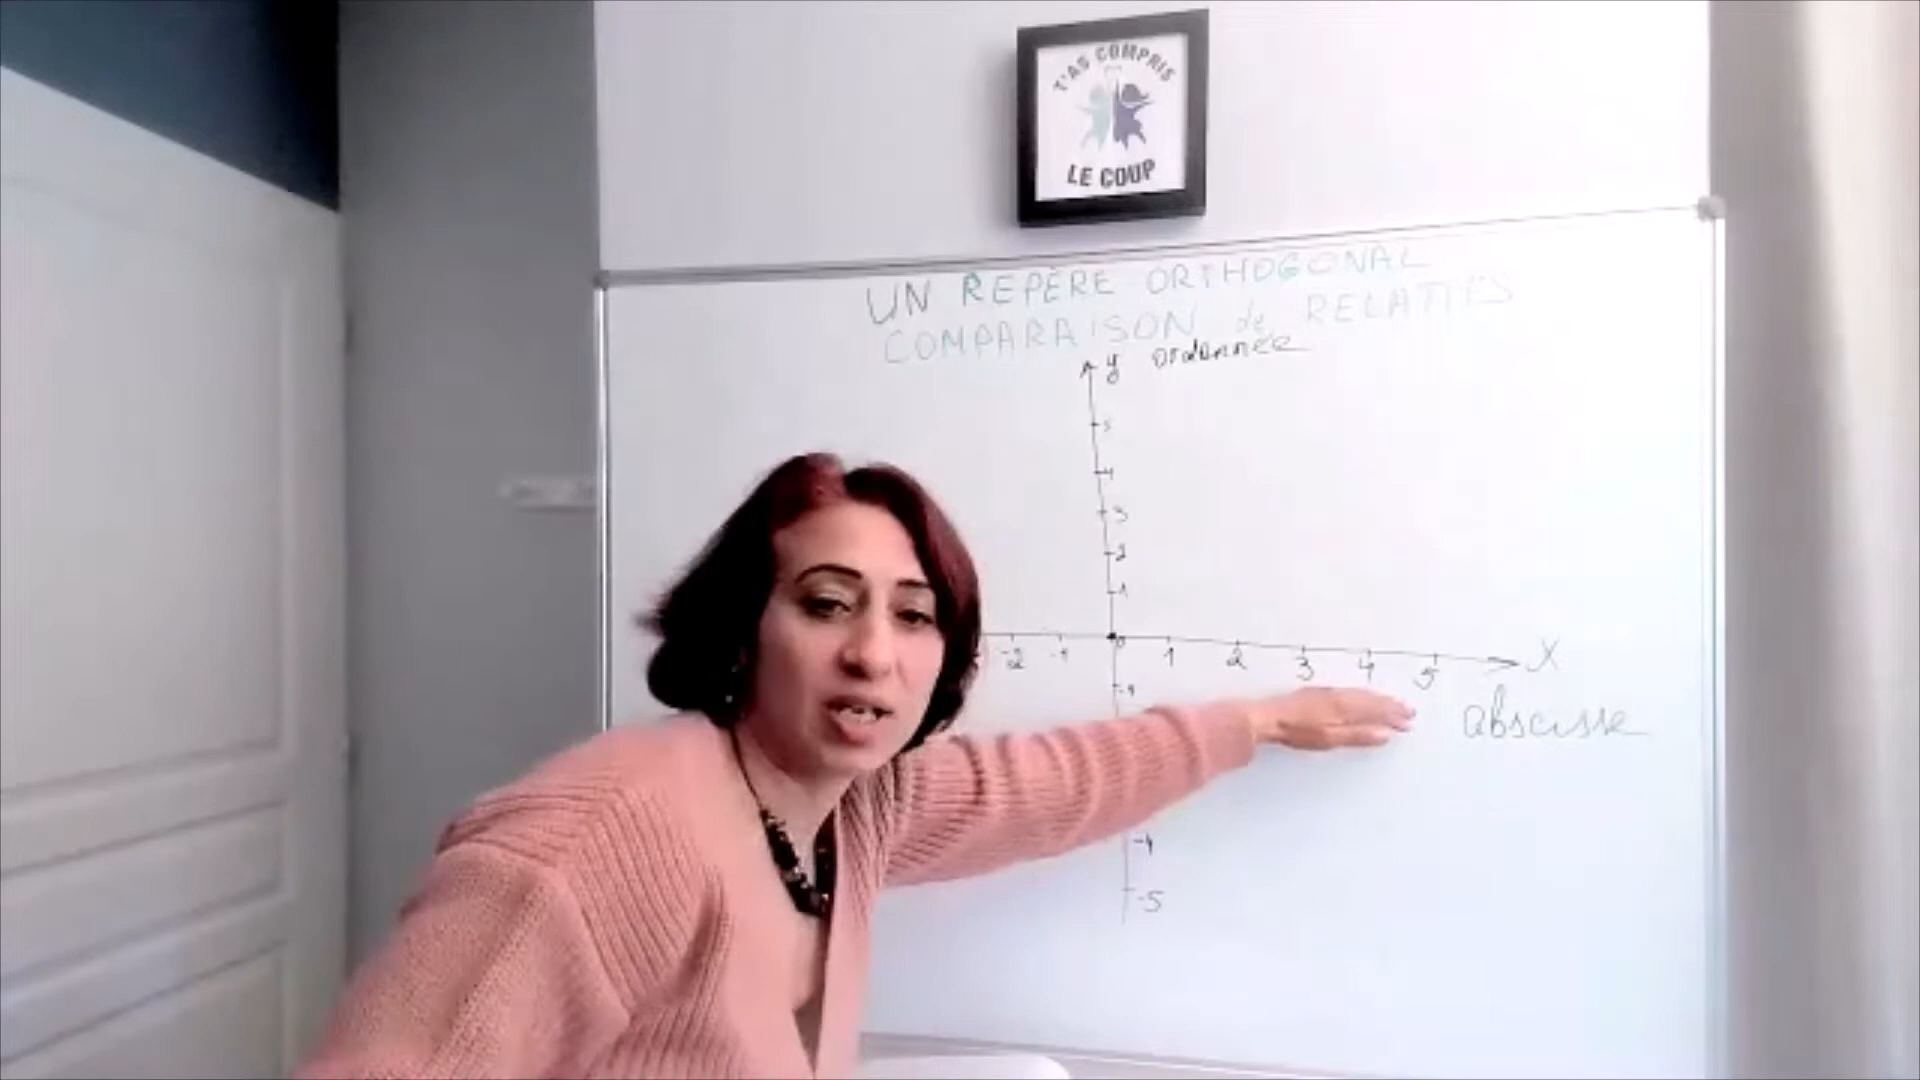 T'AS COMPRIS
LE COUP
UN REPÈRE ORTHOGONAL
COMPARAISON de RELATIFS
y ordonnée
5
4
3
2
1
-2 -1 0 1 2 3 4 5 X
-1
abscisse
-4
-5